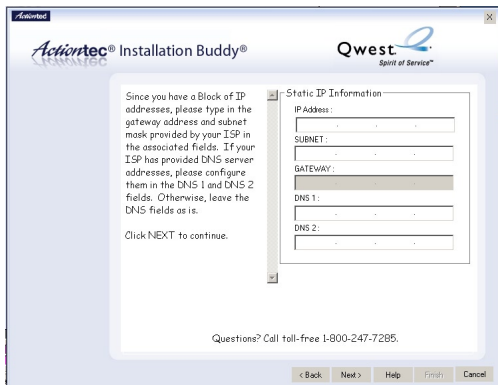 Actiontec
Actiontec® Installation Buddy®
Qwest
Spirit of Service™
Since you have a Block of IP
addresses, please type in the
gateway address and subnet
mask provided by your ISP in
the associated fields. If your
ISP has provided DNS server
addresses, please configure
them in the DNS 1 and DNS 2
fields. Otherwise, leave the
DNS fields as is.
Click NEXT to continue.
Static IP Information
IP Address :
SUBNET :
GATEWAY :
DNS 1 :
DNS 2 :
Questions? Call toll-free 1-800-247-7285.
< Back Next > Help Finish Cancel